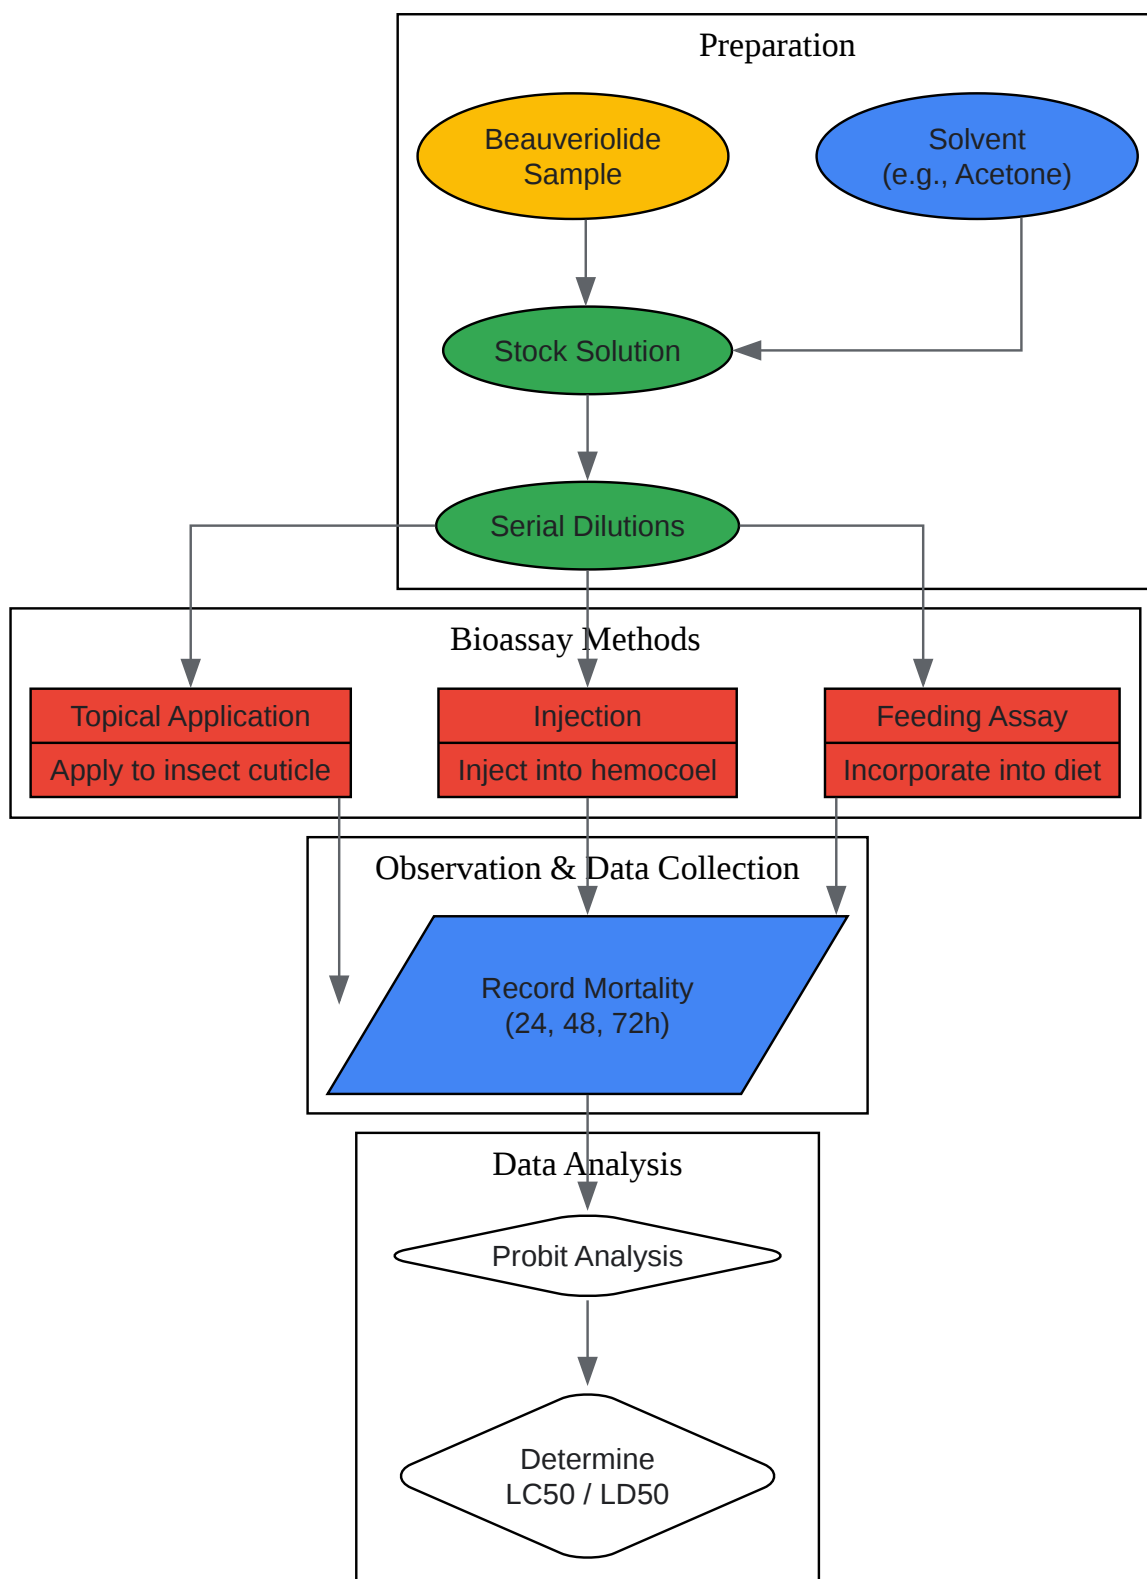 Preparation
Beauveriolide
Sample
Solvent
(e.g., Acetone)
Stock Solution
Serial Dilutions
Bioassay Methods
Topical Application
Apply to insect cuticle
Injection
Inject into hemocoel
Feeding Assay
Incorporate into diet
Observation & Data Collection
Record Mortality
(24, 48, 72h)
Data Analysis
Probit Analysis
Determine
LC50 / LD50